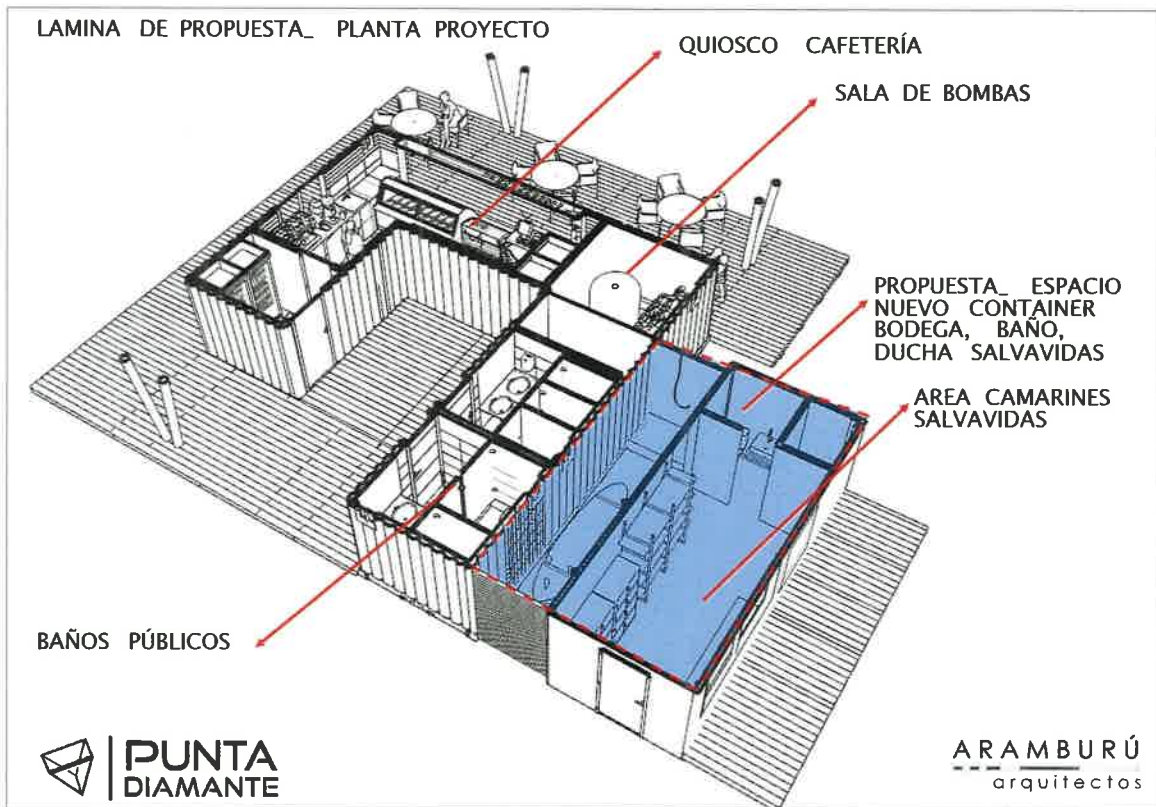 LAMINA DE PROPUESTA_ PLANTA PROYECTO
QUIOSCO CAFETERÍA
SALA DE BOMBAS
PROPUESTA_ ESPACIO
NUEVO CONTAINER
BODEGA, BAÑO,
DUCHA SALVAVIDAS
AREA CAMARINES
SALVAVIDAS
BAÑOS PÚBLICOS
PUNTA
DIAMANTE
ARAMBURÚ
arquitectos